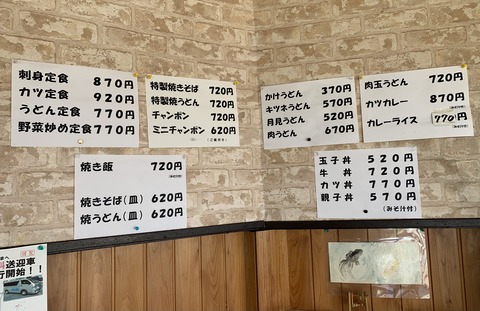 刺身定食 870円
カツ定食 920円
うどん定食 770円
野菜炒め定食 770円
特製焼きそば 720円
特製焼うどん 720円
チャンポン 720円
ミニチャンポン 620円
(ご飯付き)
焼き飯 720円
焼きそば(皿) 620円
焼うどん(皿) 620円
かけうどん 370円
キツネうどん 570円
月見うどん 520円
肉うどん 670円
肉玉うどん 720円
カツカレー 870円
カレーライス 770円
玉子丼 520円
牛丼 720円
カツ丼 770円
親子丼 570円
(みそ汁付)
送迎車
行開始!!